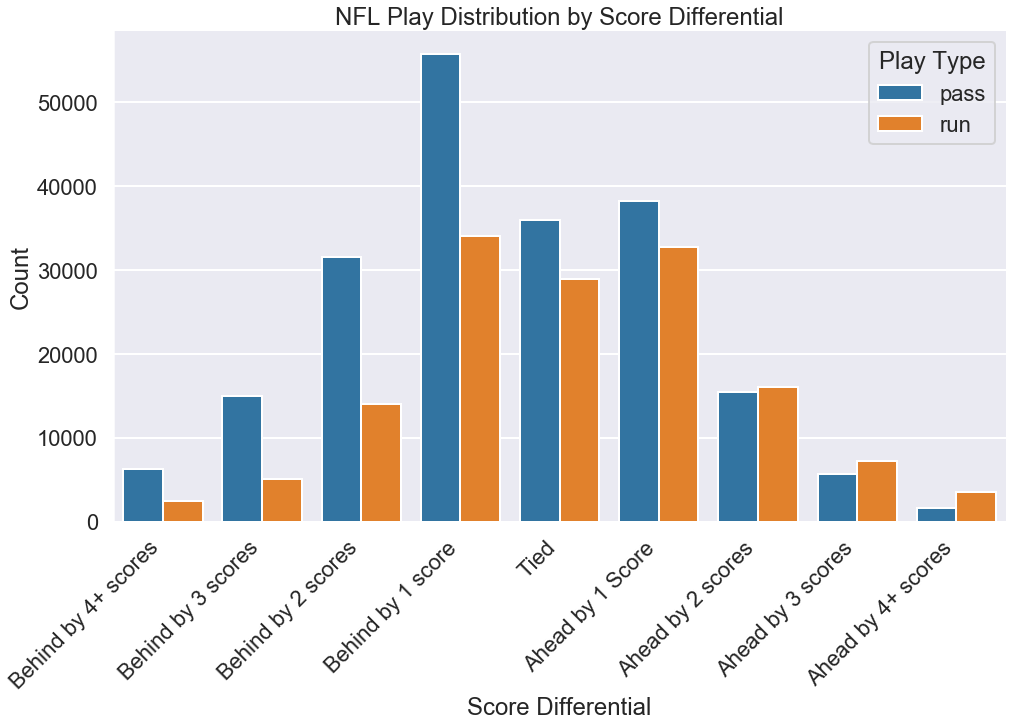 NFL Play Distribution by Score Differential
Play Type
pass
run
Count
50000
40000
30000
20000
10000
0
Behind by 4+ scores
Behind by 3 scores
Behind by 2 scores
Behind by 1 score
Tied
Ahead by 1 Score
Ahead by 2 scores
Ahead by 3 scores
Ahead by 4+ scores
Score Differential